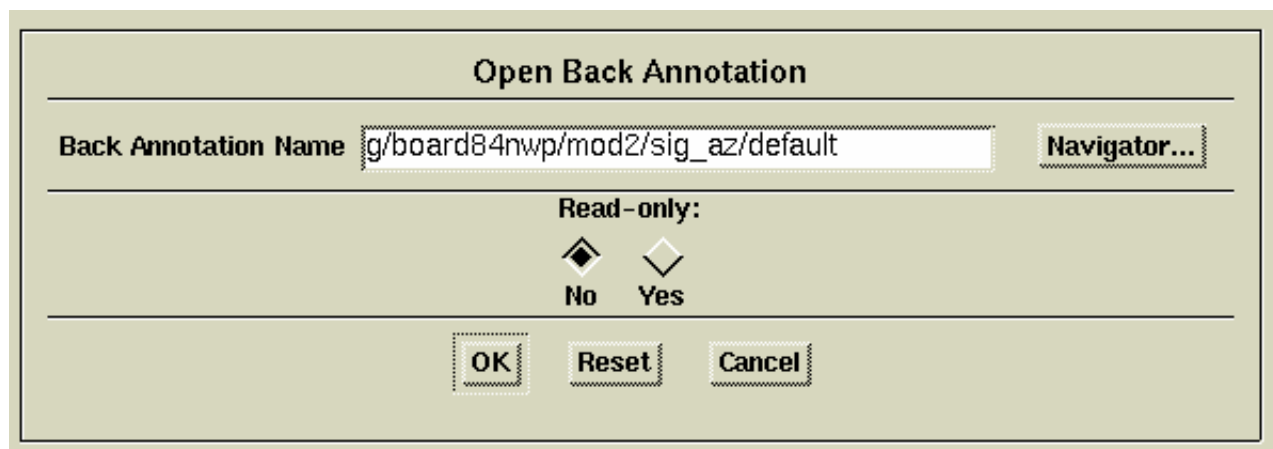 Open Back Annotation
Back Annotation Name g/board84nwp/mod2/sig_az/default Navigator...
Read-only:
No Yes
OK Reset Cancel